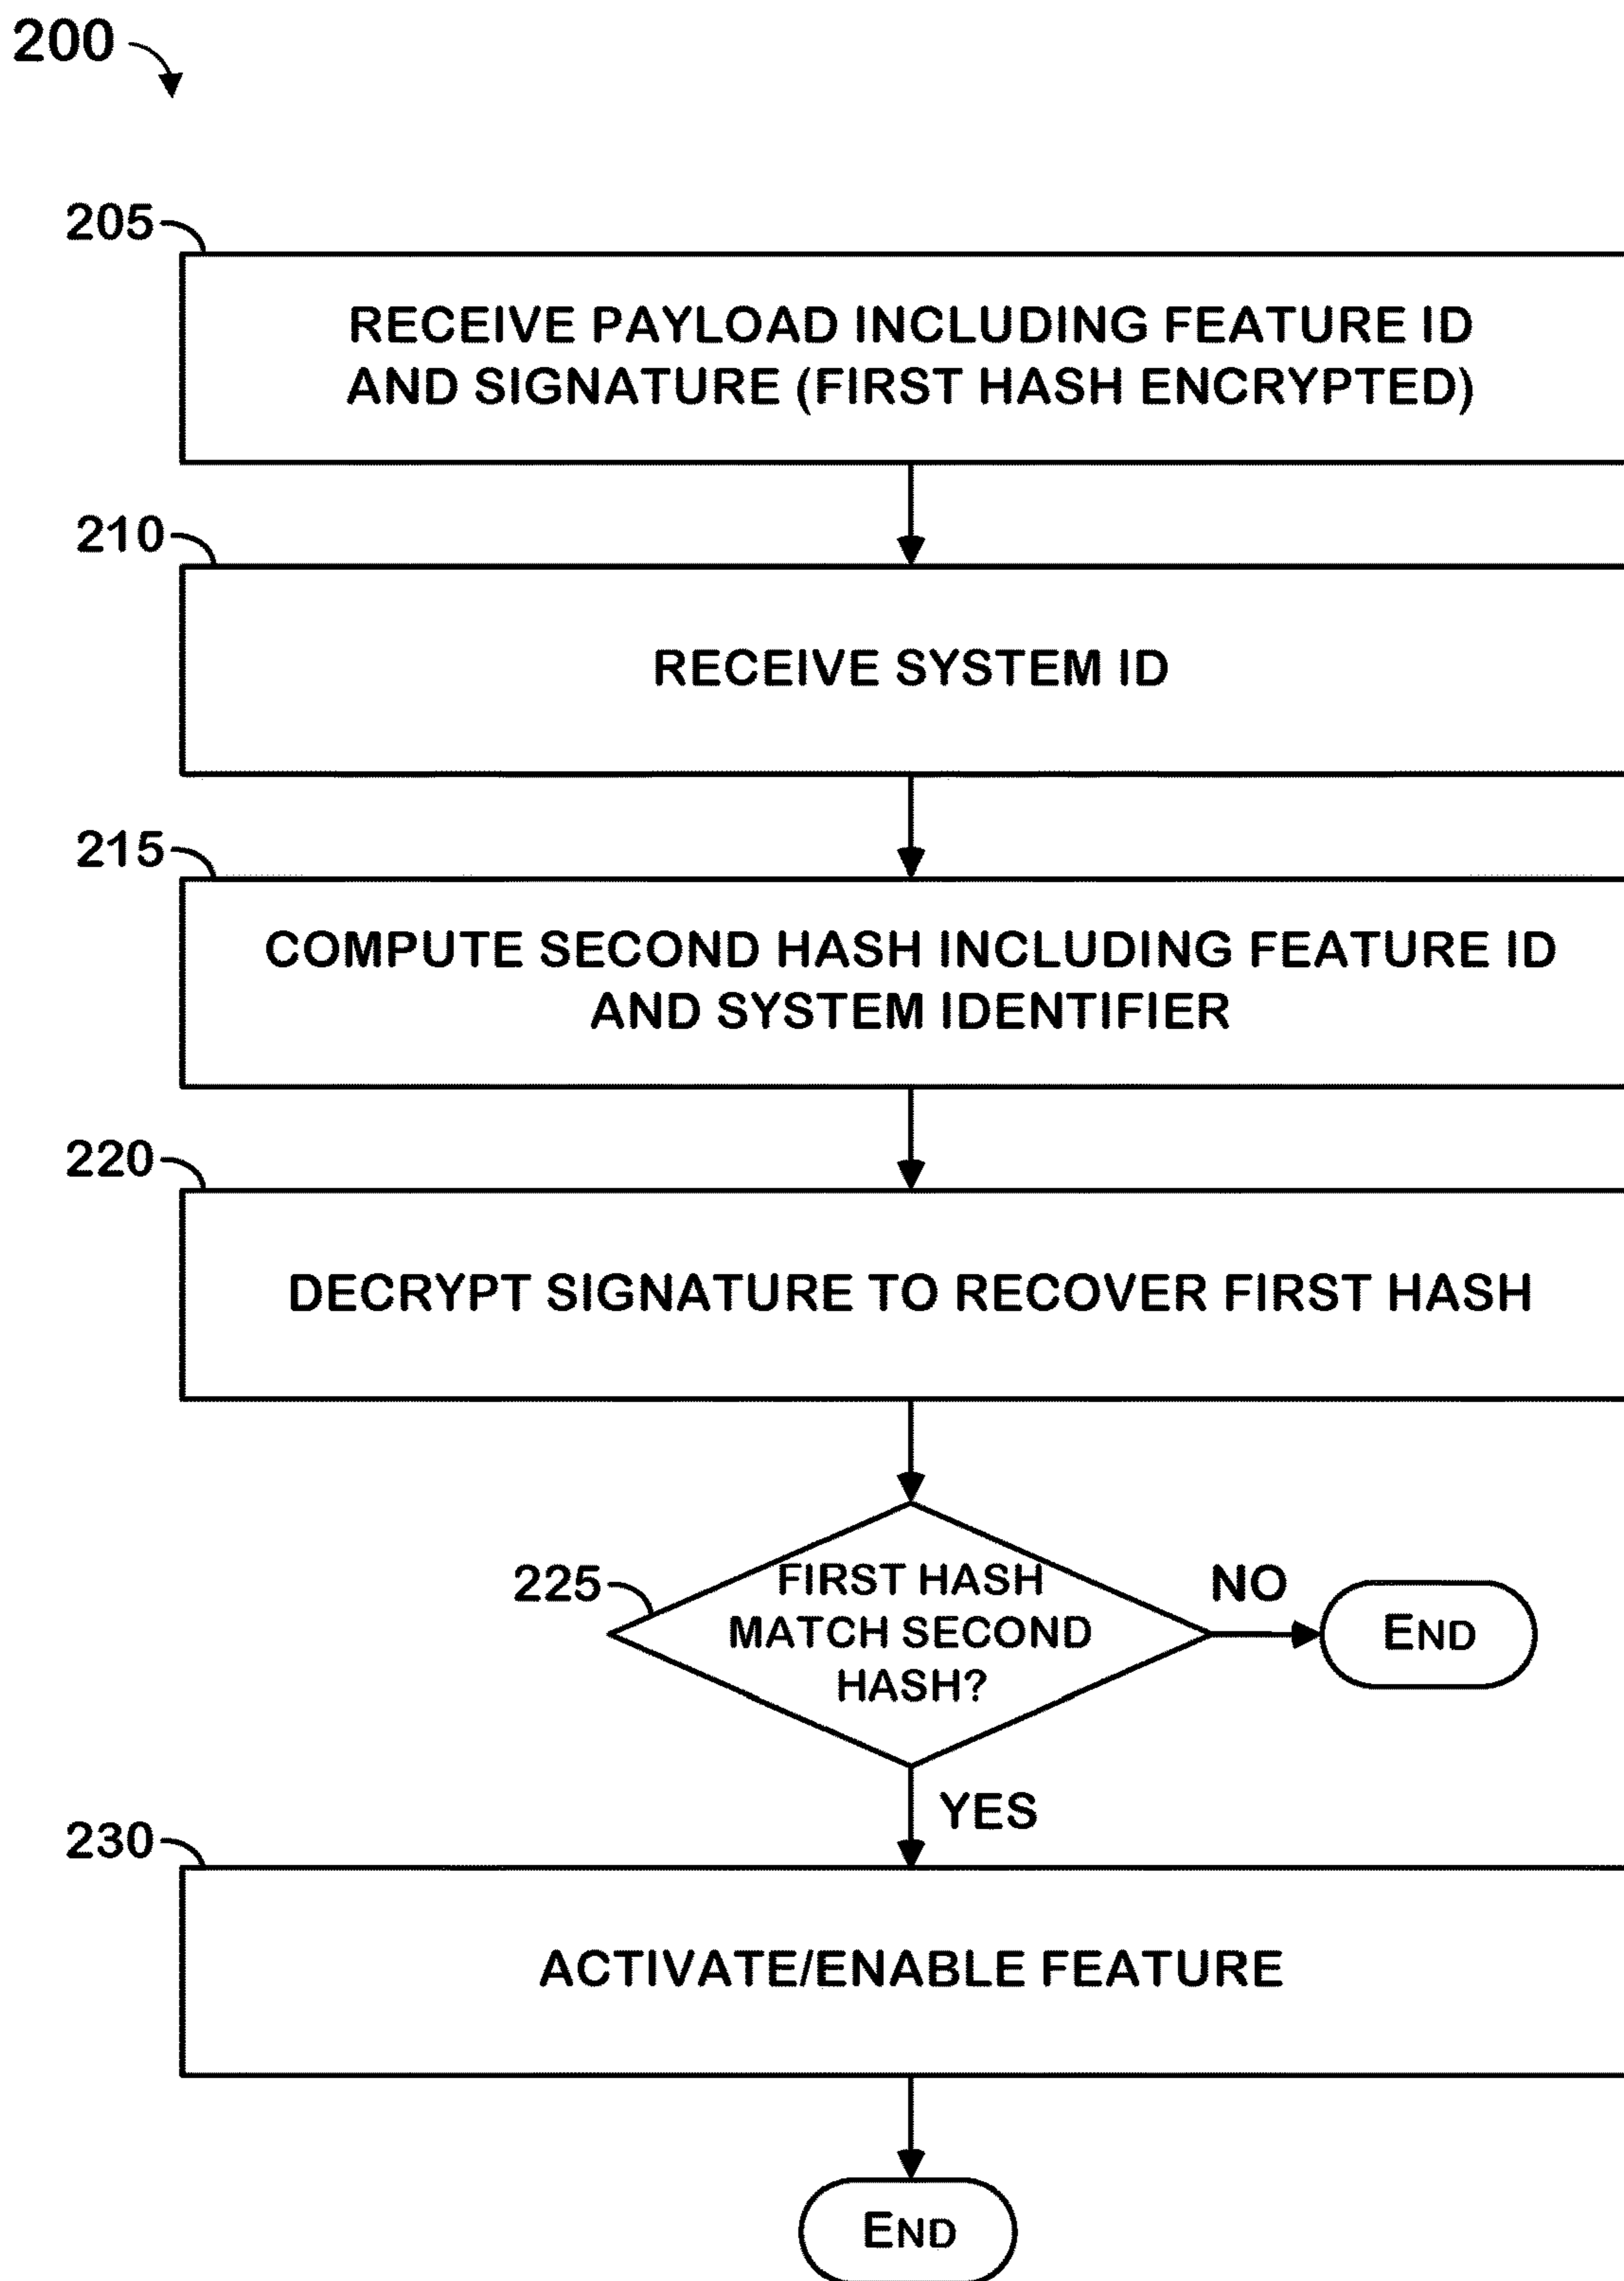 200
205
RECEIVE PAYLOAD INCLUDING FEATURE ID
AND SIGNATURE (FIRST HASH ENCRYPTED)
210
RECEIVE SYSTEM ID
215
COMPUTE SECOND HASH INCLUDING FEATURE ID
AND SYSTEM IDENTIFIER
220
DECRYPT SIGNATURE TO RECOVER FIRST HASH
225
FIRST HASH
MATCH SECOND
HASH?
NO
END
YES
230
ACTIVATE/ENABLE FEATURE
END